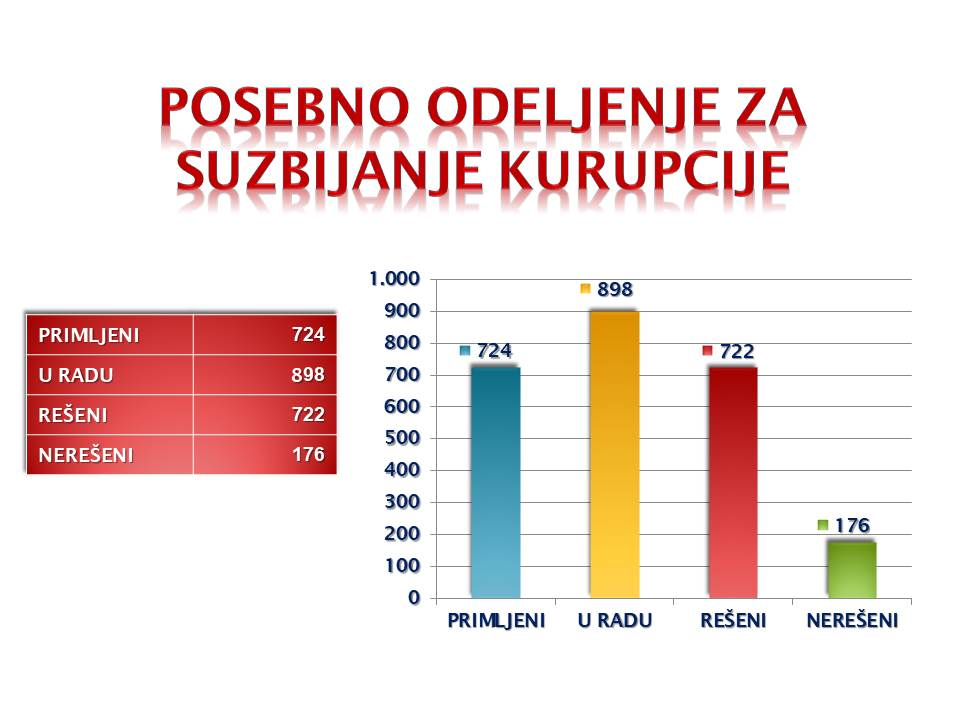 POSEBNO ODELJENJE ZA
SUZBIJANJE KURUPCIJE
PRIMLJENI 724
U RADU 898
REŠENI 722
NEREŠENI 176
1.000
900
800
700
600
500
400
300
200
100
0
724
898
722
176
PRIMLJENI U RADU REŠENI NEREŠENI